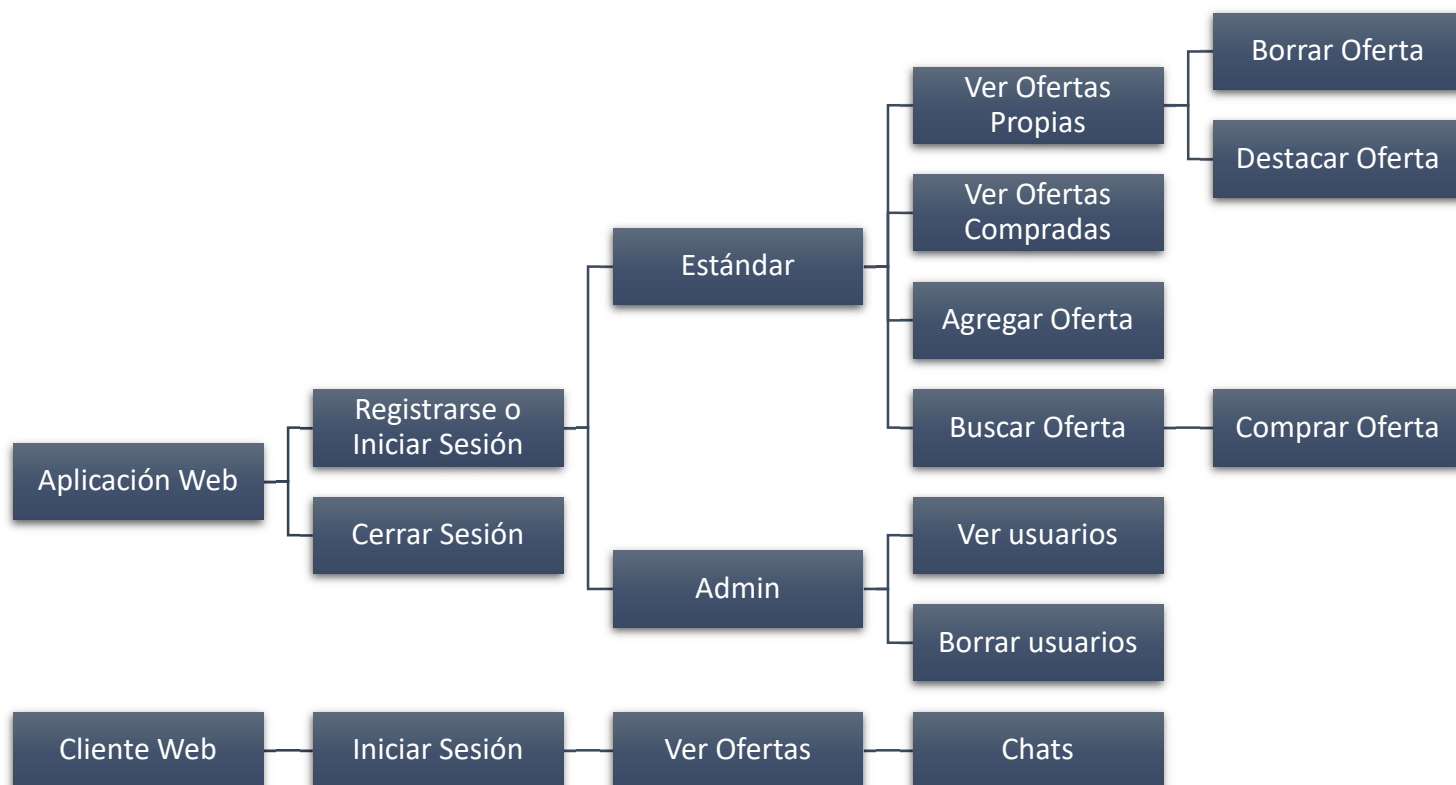 Borrar Oferta
Ver Ofertas
Propias
Destacar Oferta
Ver Ofertas
Compradas
Estándar
Agregar Oferta
Registrarse o
Iniciar Sesión
Buscar Oferta
Comprar Oferta
Aplicación Web
Cerrar Sesión
Ver usuarios
Admin
Borrar usuarios
Cliente Web
Iniciar Sesión
Ver Ofertas
Chats